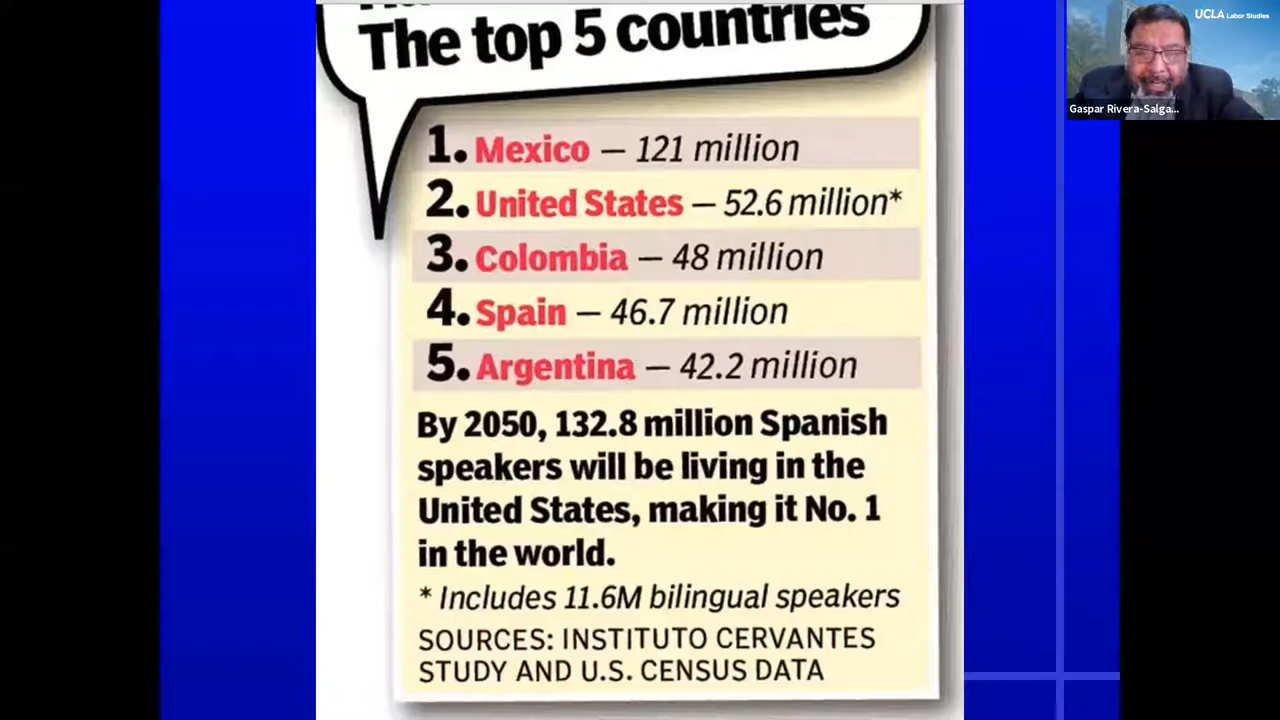 The top 5 countries
1. Mexico — 121 million
2. United States — 52.6 million*
3. Colombia — 48 million
4. Spain — 46.7 million
5. Argentina — 42.2 million
By 2050, 132.8 million Spanish
speakers will be living in the
United States, making it No. 1
in the world.
* Includes 11.6M bilingual speakers
SOURCES: INSTITUTO CERVANTES
STUDY AND U.S. CENSUS DATA
UCLA Labor Studies
Gaspar Rivera-Salga...